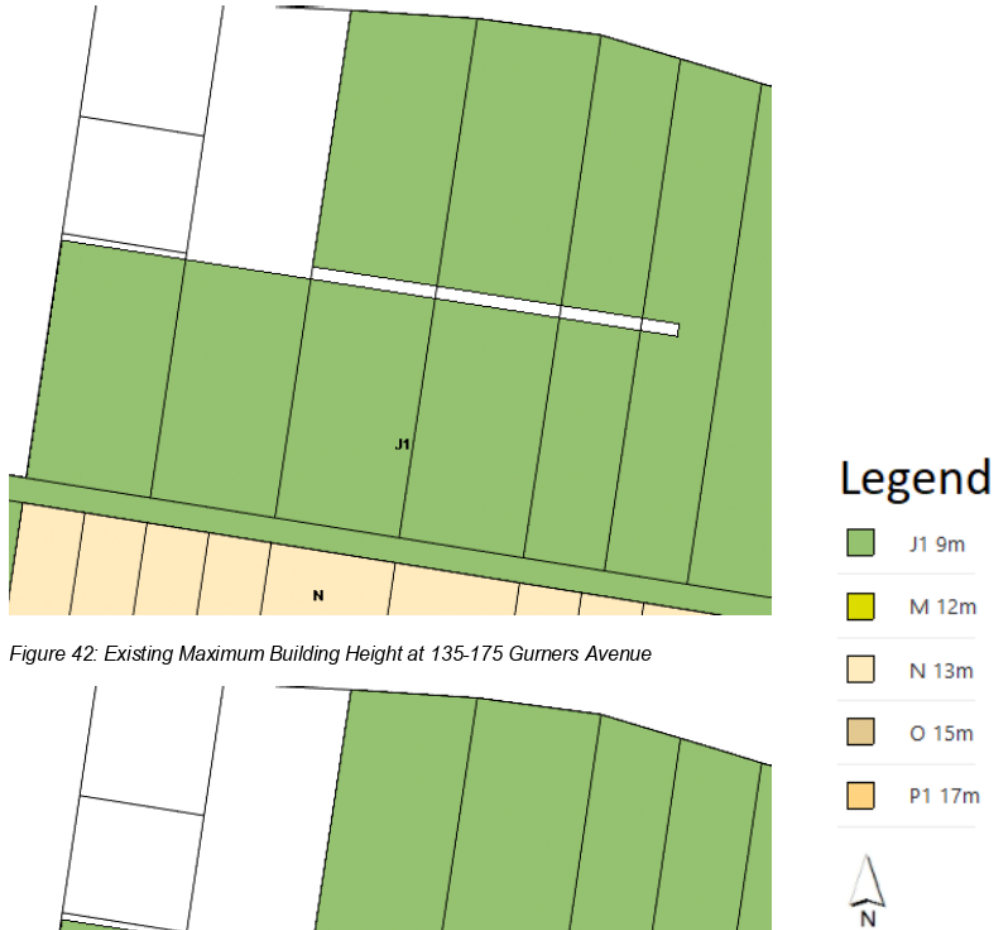 J1
N
Figure 42: Existing Maximum Building Height at 135-175 Gurners Avenue
Legend
J1 9m
M 12m
N 13m
O 15m
P1 17m
N